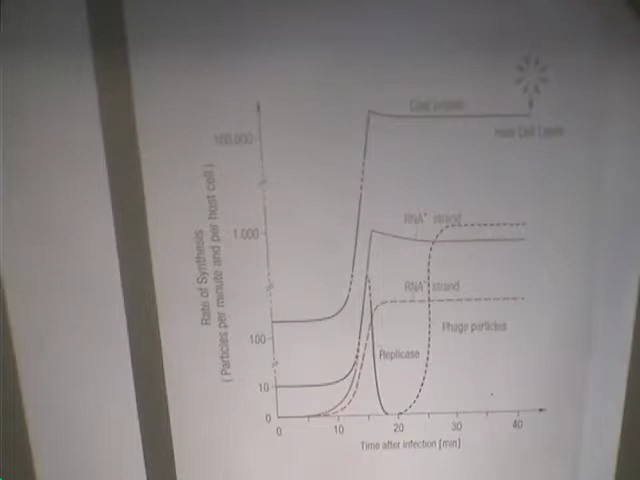 Coat protein
Host Cell Lysis
100.000
RNA⁺ strand
1.000
RNA⁻ strand
Phage particles
Replicase
100
10
0
0 10 20 30 40
Time after infection [min]
Rate of Synthesis
( Particles per minute and per host cell )